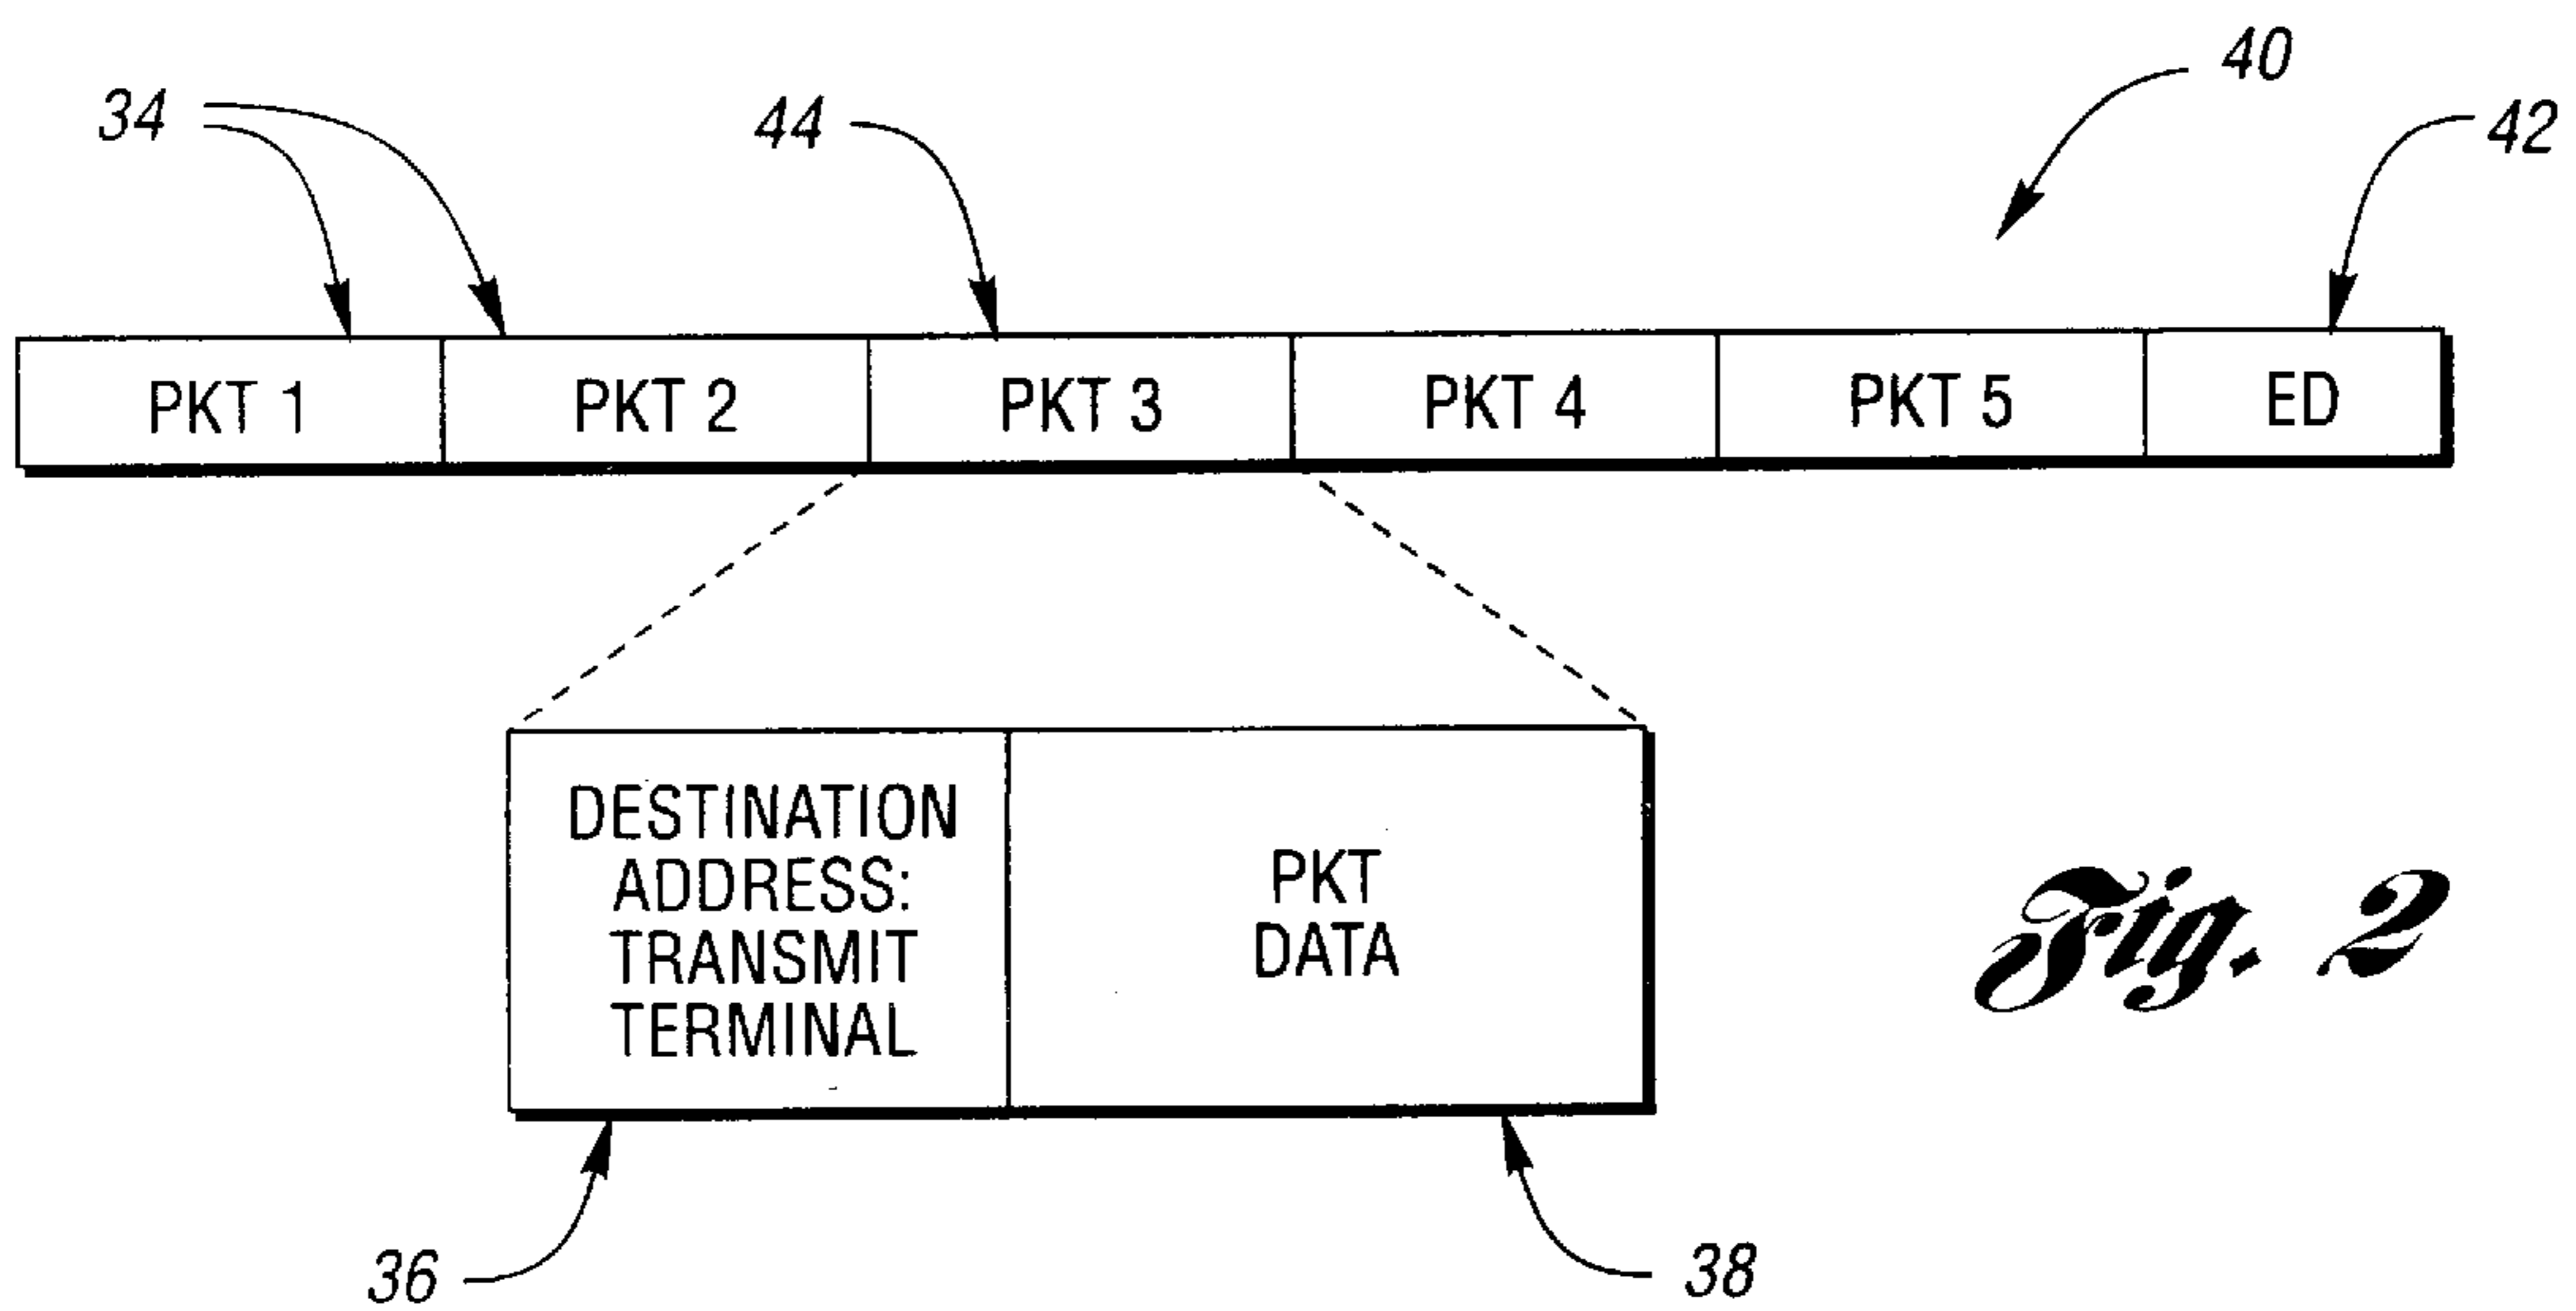 40
34
44
42
PKT 1 PKT 2 PKT 3 PKT 4 PKT 5 ED
DESTINATION
ADDRESS:
TRANSMIT
TERMINAL
PKT
DATA
Fig. 2
36
38